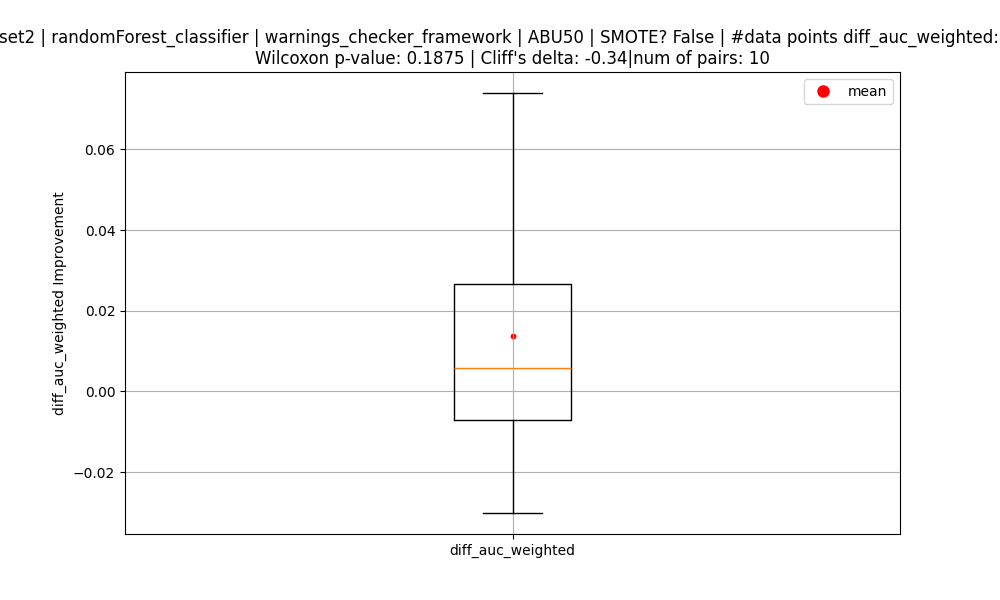 set2 | randomForest_classifier | warnings_checker_framework | ABU50 | SMOTE? False | #data points diff_auc_weighted:
Wilcoxon p-value: 0.1875 | Cliff's delta: -0.34|num of pairs: 10
mean
0.06
0.04
0.02
0.00
−0.02
diff_auc_weighted Improvement
diff_auc_weighted